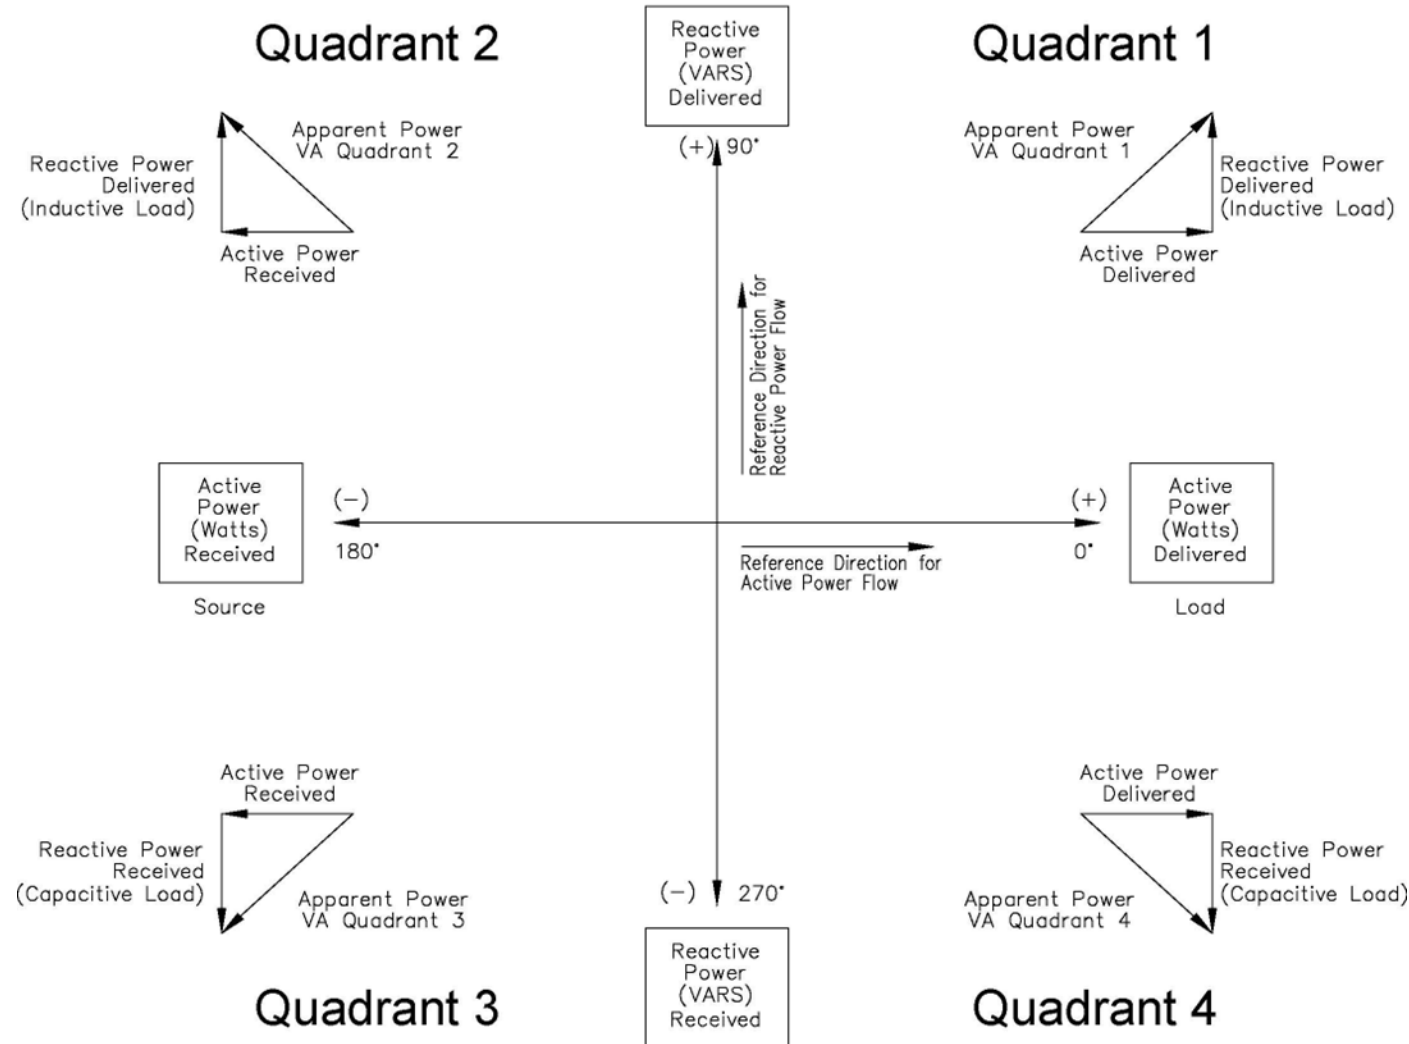 Quadrant 2
Reactive
Power
(VARS)
Delivered
Quadrant 1
Apparent Power
VA Quadrant 2
Reactive Power
Delivered
(Inductive Load)
Active Power
Received
(+) 90°
Apparent Power
VA Quadrant 1
Reactive Power
Delivered
(Inductive Load)
Active Power
Delivered
Reference Direction for
Reactive Power Flow
Active
Power
(Watts)
Received
Source
(-)
180°
Reference Direction for
Active Power Flow
(+)
0°
Active
Power
(Watts)
Delivered
Load
Active Power
Received
Reactive Power
Received
(Capacitive Load)
Apparent Power
VA Quadrant 3
(-) 270°
Active Power
Delivered
Reactive Power
Received
(Capacitive Load)
Apparent Power
VA Quadrant 4
Quadrant 3
Reactive
Power
(VARS)
Received
Quadrant 4